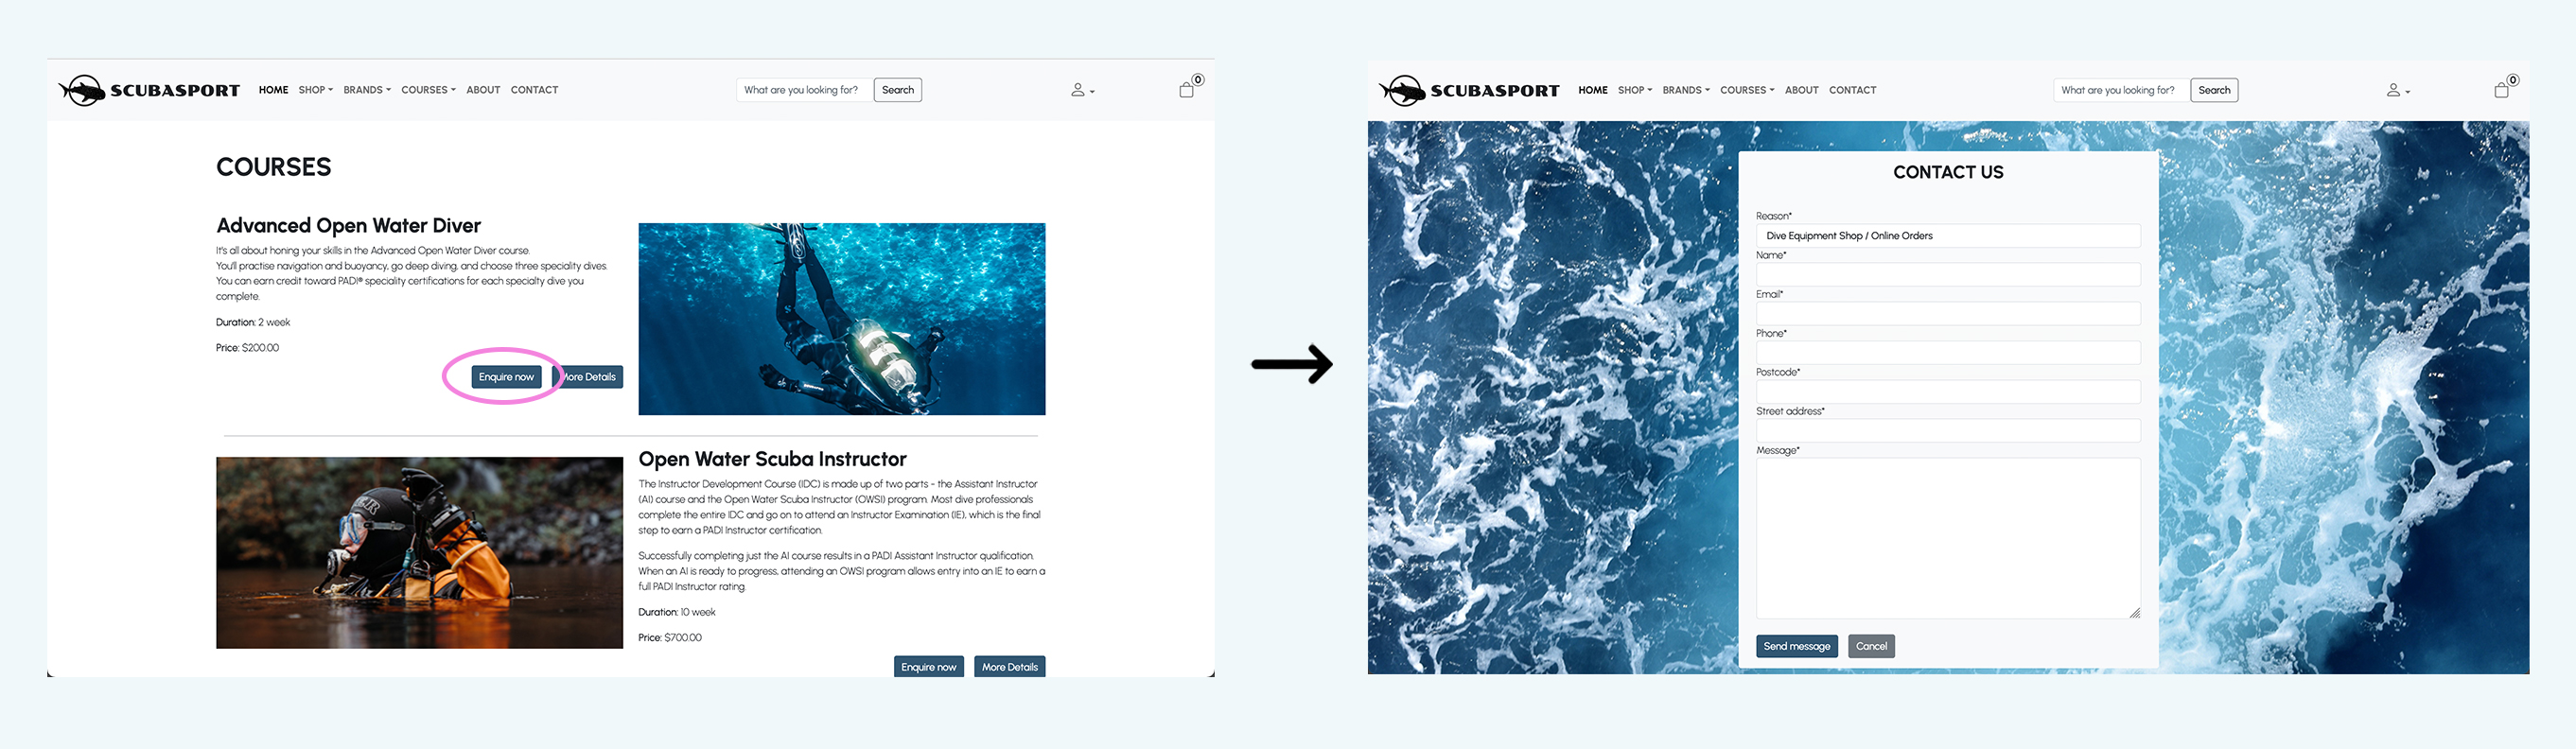 SCUBASPORT HOME SHOP BRANDS COURSES ABOUT CONTACT What are you looking for? Search 0
COURSES
Advanced Open Water Diver
It's all about honing your skills in the Advanced Open Water Diver course.
You'll practise navigation and buoyancy, go deep diving, and choose three speciality dives.
You can earn credit toward PADI® speciality certifications for each specialty dive you
complete.
Duration: 2 week
Price: $200.00
Enquire now More Details
Open Water Scuba Instructor
The Instructor Development Course (IDC) is made up of two parts - the Assistant Instructor
(AI) course and the Open Water Scuba Instructor (OWSI) program. Most dive professionals
complete the entire IDC and go on to attend an Instructor Examination (IE), which is the final
step to earn a PADI Instructor certification.
Successfully completing just the AI course results in a PADI Assistant Instructor qualification.
When an AI is ready to progress, attending an OWSI program allows entry into an IE to earn a
full PADI Instructor rating.
Duration: 10 week
Price: $700.00
Enquire now More Details
SCUBASPORT HOME SHOP BRANDS COURSES ABOUT CONTACT What are you looking for? Search 0
CONTACT US
Reason*
Dive Equipment Shop / Online Orders
Name*
Email*
Phone*
Postcode*
Street address*
Message*
Send message Cancel